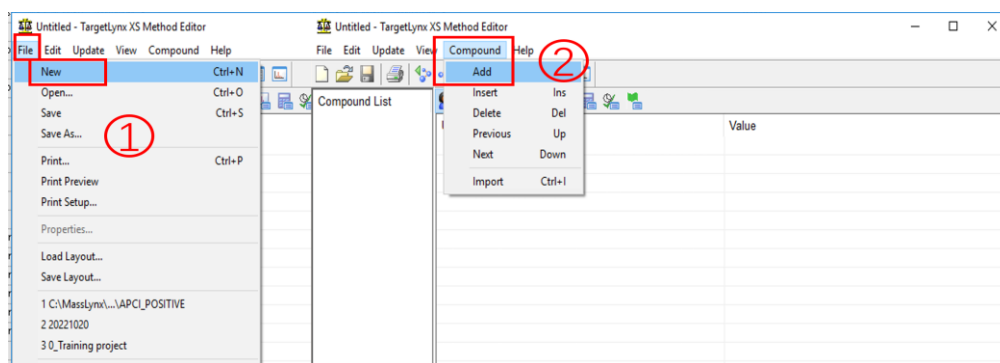 Untitled - TargetLynx XS Method Editor
File Edit Update View Compound Help
New Ctrl+N
Open... Ctrl+O
Save Ctrl+S
Save As...
①
Print... Ctrl+P
Print Preview
Print Setup...
Properties...
Load Layout...
Save Layout...
1 C:\MassLynx\...\APCI_POSITIVE
2 20221020
3 0_Training project
Untitled - TargetLynx XS Method Editor
File Edit Update View Compound Help
②
Add
Insert Ins
Delete Del
Previous Up
Next Down
Import Ctrl+I
Compound List
Value